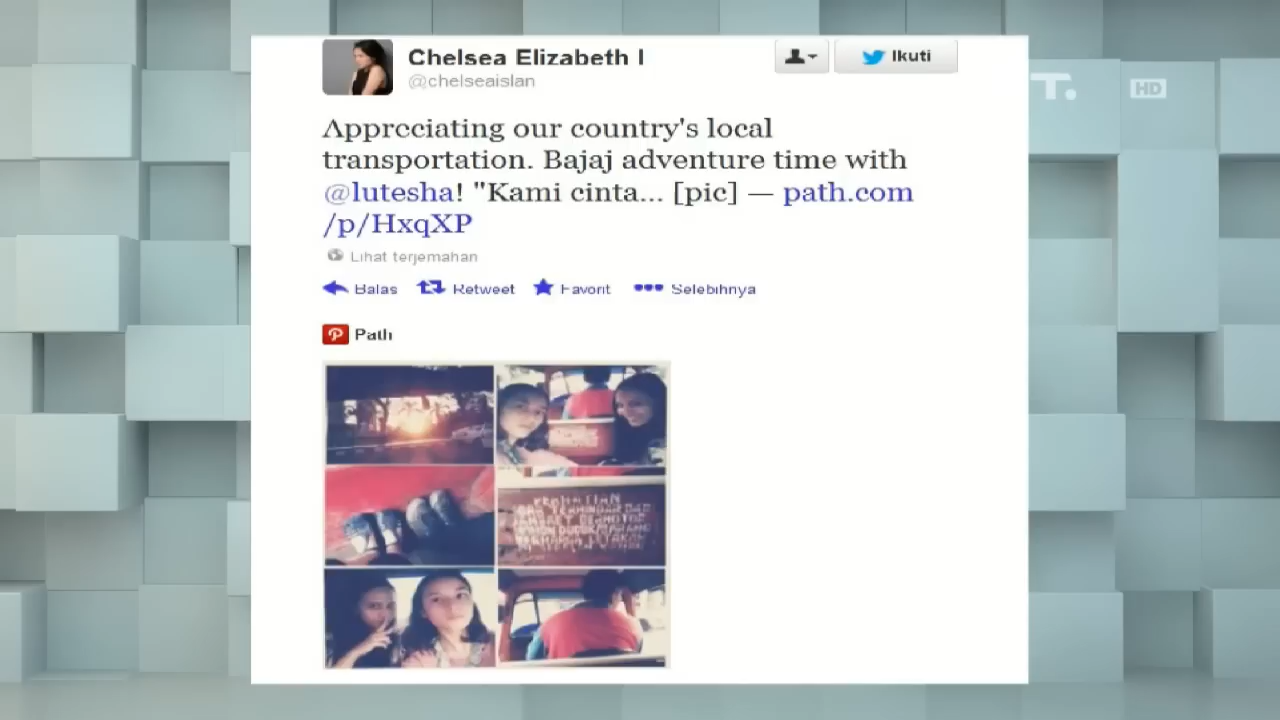 Chelsea Elizabeth I
@chelseaislan
Ikuti
T.
HD
Appreciating our country's local
transportation. Bajaj adventure time with
@lutesha! "Kami cinta... [pic] — path.com
/p/HxqXP
Lihat terjemahan
Balas Retweet Favorit Selebihnya
Path